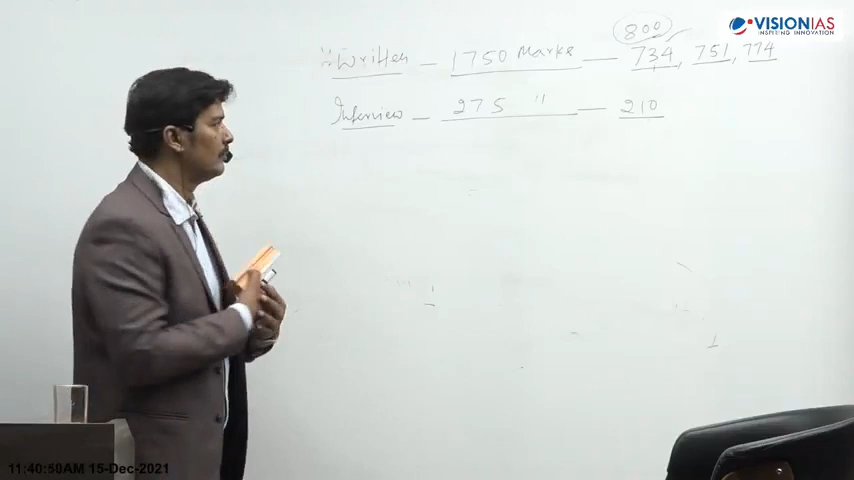 800
Written - 1750 Marks - 734, 751, 774
Interview - 275 " - 210
VISIONIAS
INSPIRING INNOVATION
11:40:50AM 15-Dec-2021